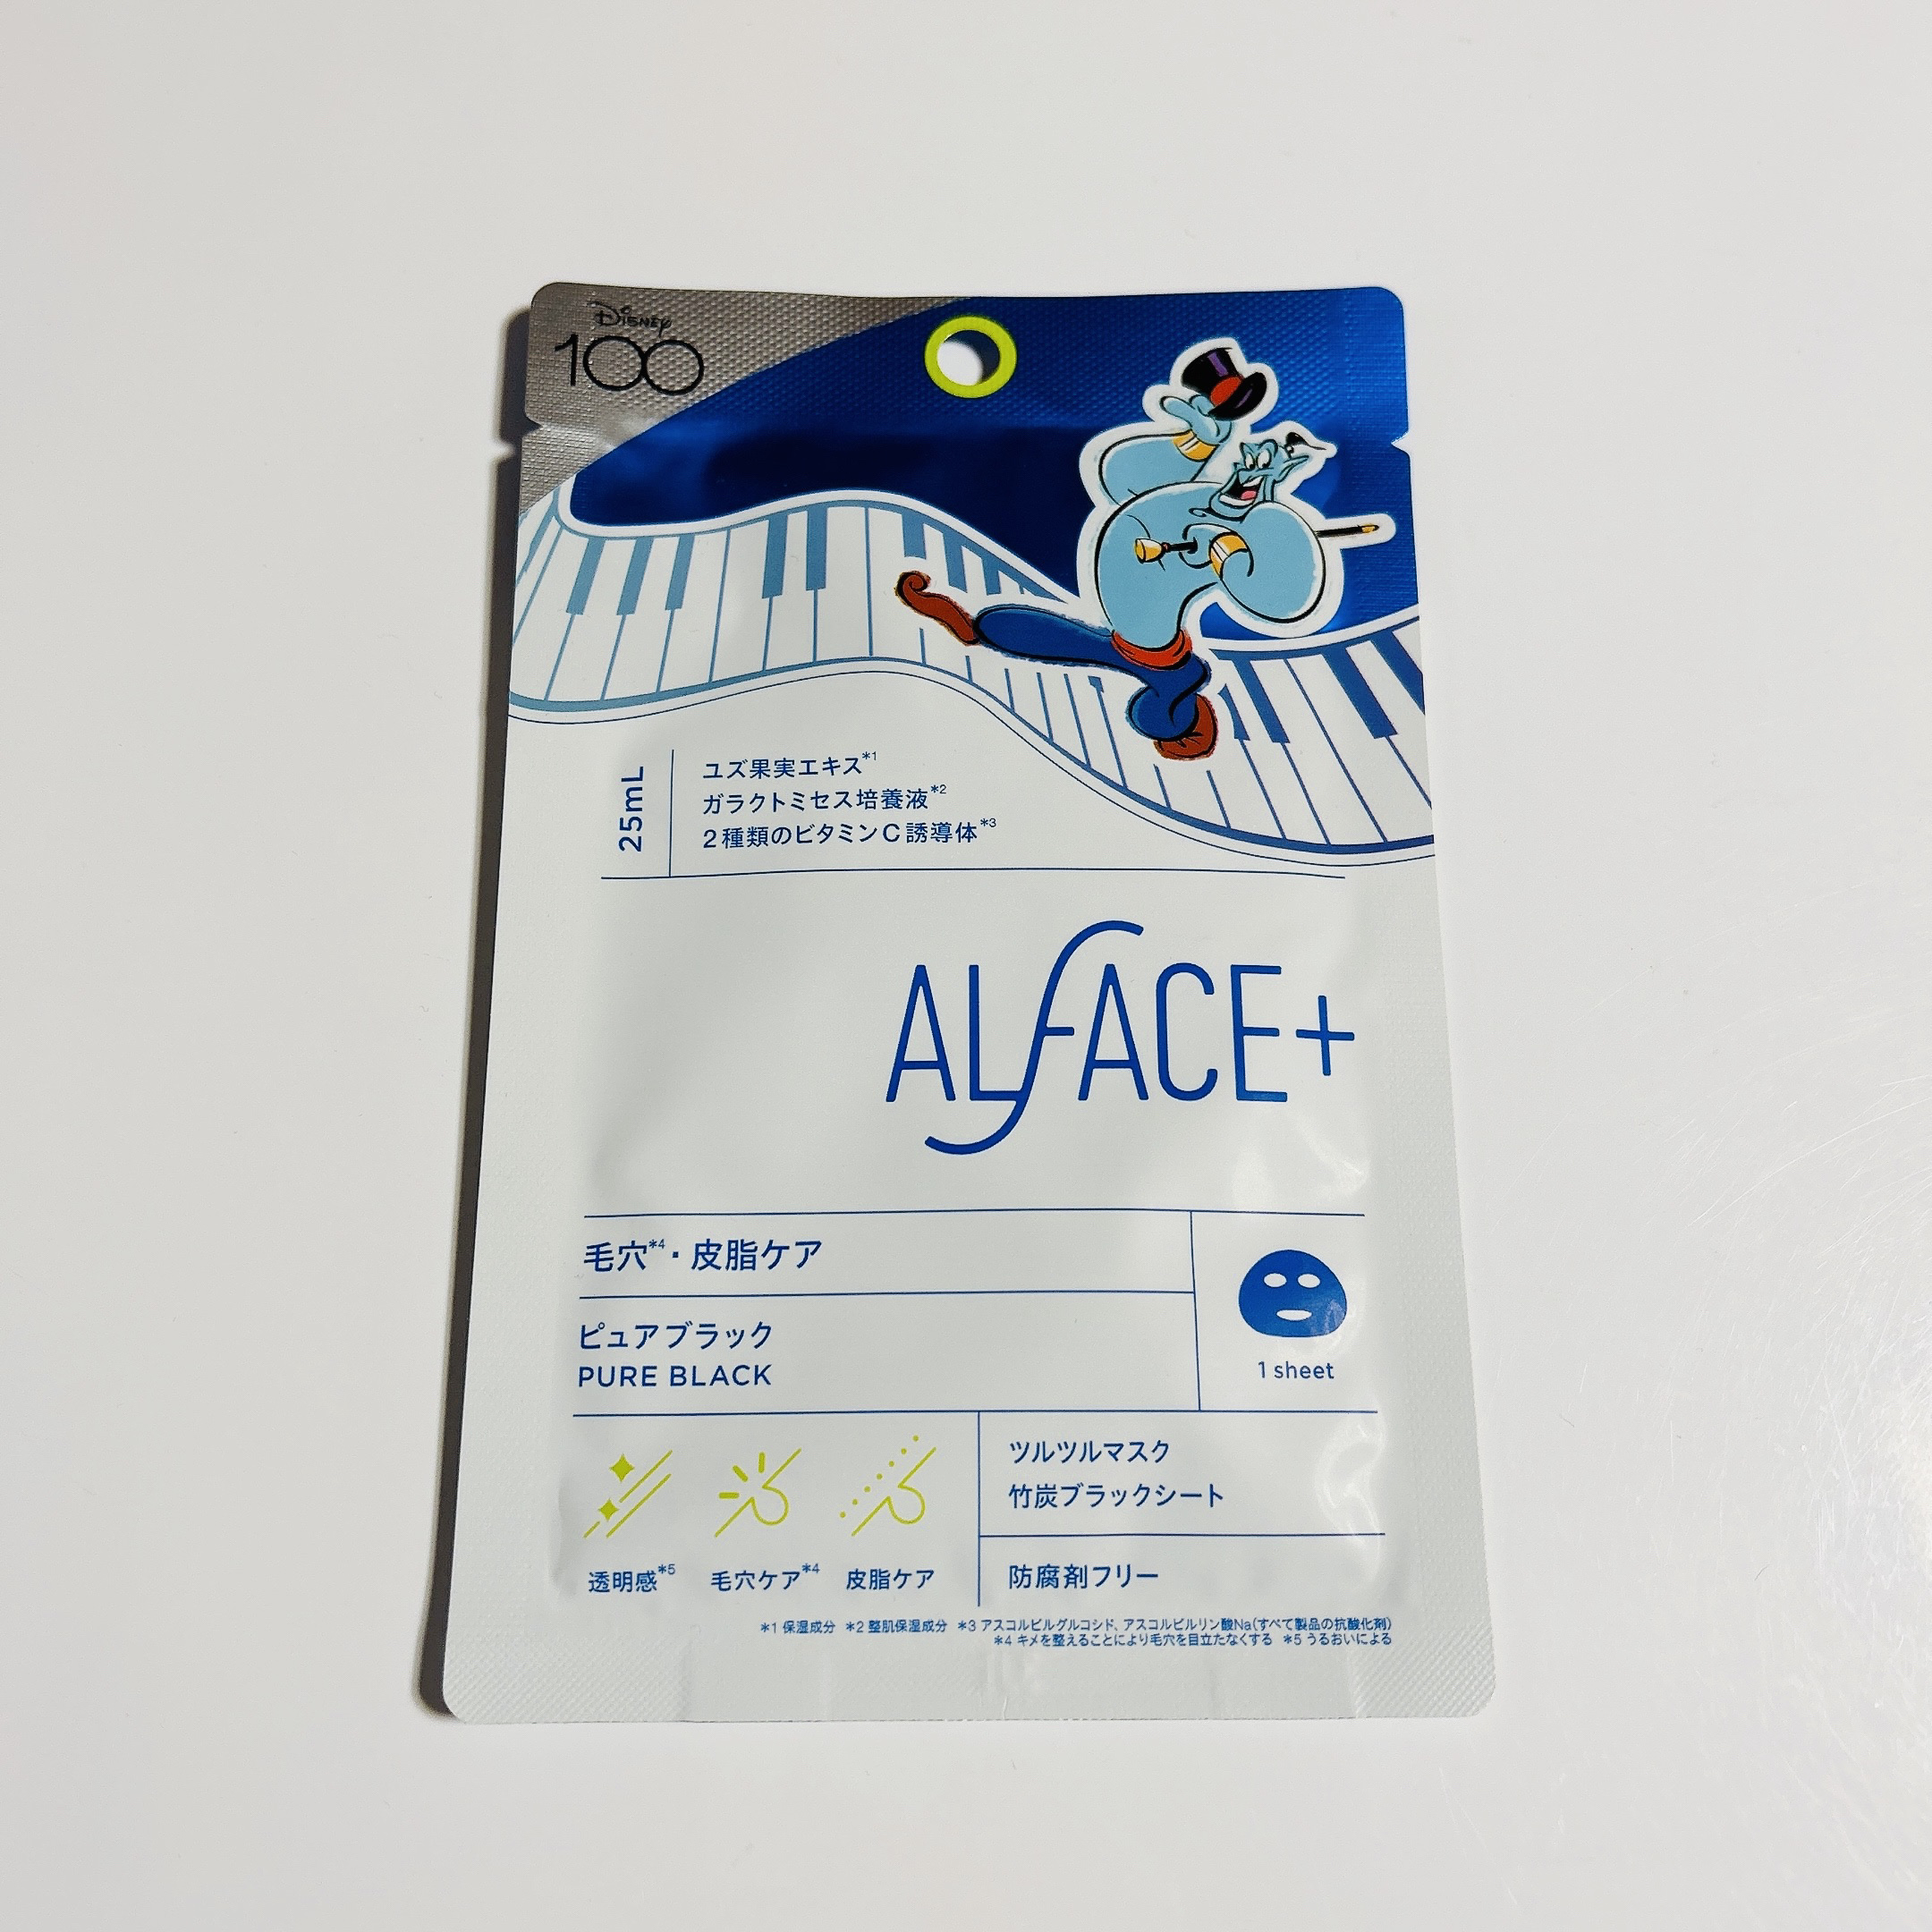 Disney
100
25mL
ユズ果実エキス*1
ガラクトミセス培養液*2
2種類のビタミンC誘導体*3
ALFACE+
毛穴*4・皮脂ケア
ピュアブラック
PURE BLACK
1 sheet
透明感*5 毛穴ケア*4 皮脂ケア
ツルツルマスク
竹炭ブラックシート
防腐剤フリー
*1 保湿成分 *2 整肌保湿成分 *3 アスコルビルグルコシド、アスコルビルリン酸Na(すべて製品の抗酸化剤)
*4 キメを整えることにより毛穴を目立たなくする *5 うるおいによる